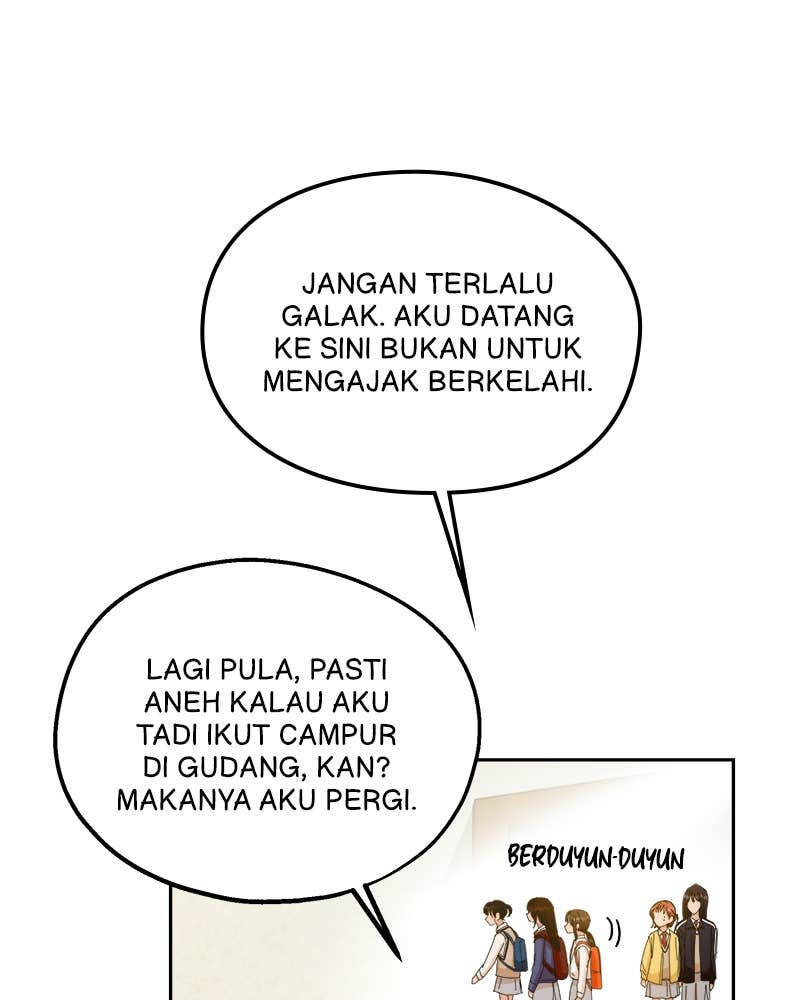 JANGAN TERLALU
GALAK. AKU DATANG
KE SINI BUKAN UNTUK
MENGAJAK BERKELAHI.
LAGI PULA, PASTI
ANEH KALAU AKU
TADI IKUT CAMPUR
DI GUDANG, KAN?
MAKANYA AKU PERGI.
BERDUYUN-DUYUN